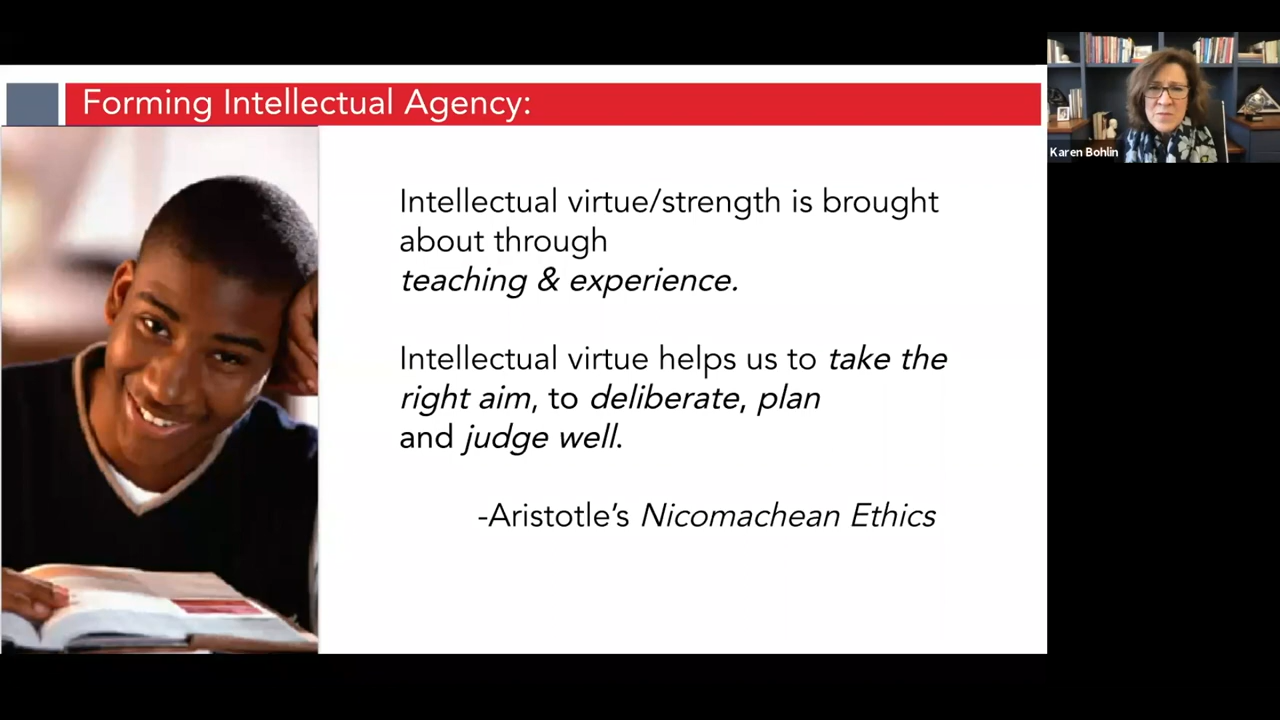 Forming Intellectual Agency:
Karen Bohlin
Intellectual virtue/strength is brought
about through
teaching & experience.
Intellectual virtue helps us to take the
right aim, to deliberate, plan
and judge well.
-Aristotle’s Nicomachean Ethics